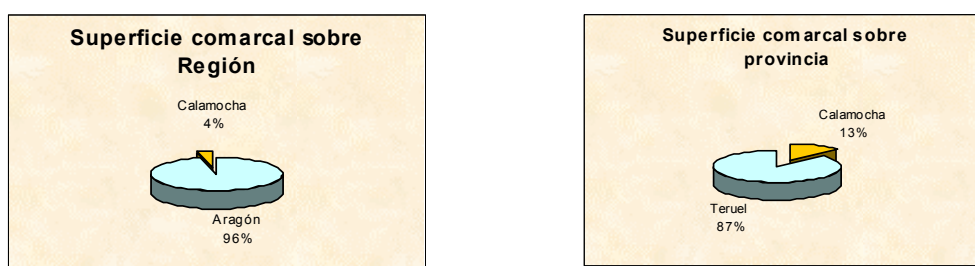 Superficie comarcal sobre
Región
Calamocha
4%
Aragón
96%
Superficie comarcal sobre
provincia
Calamocha
13%
Teruel
87%